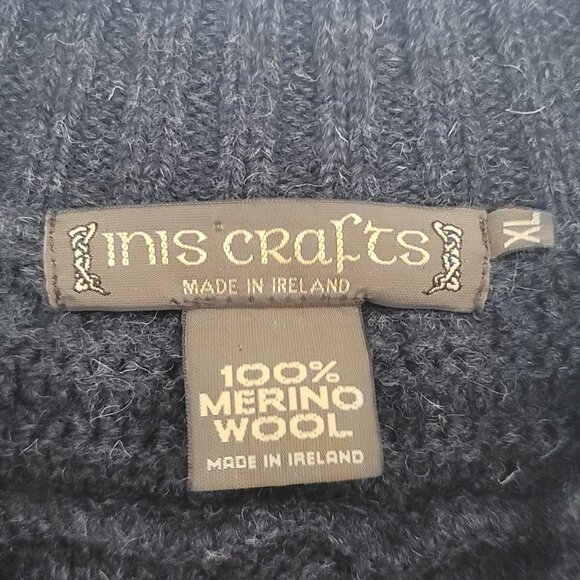 INIS CRAFTS
MADE IN IRELAND
XL
100%
MERINO
WOOL
MADE IN IRELAND